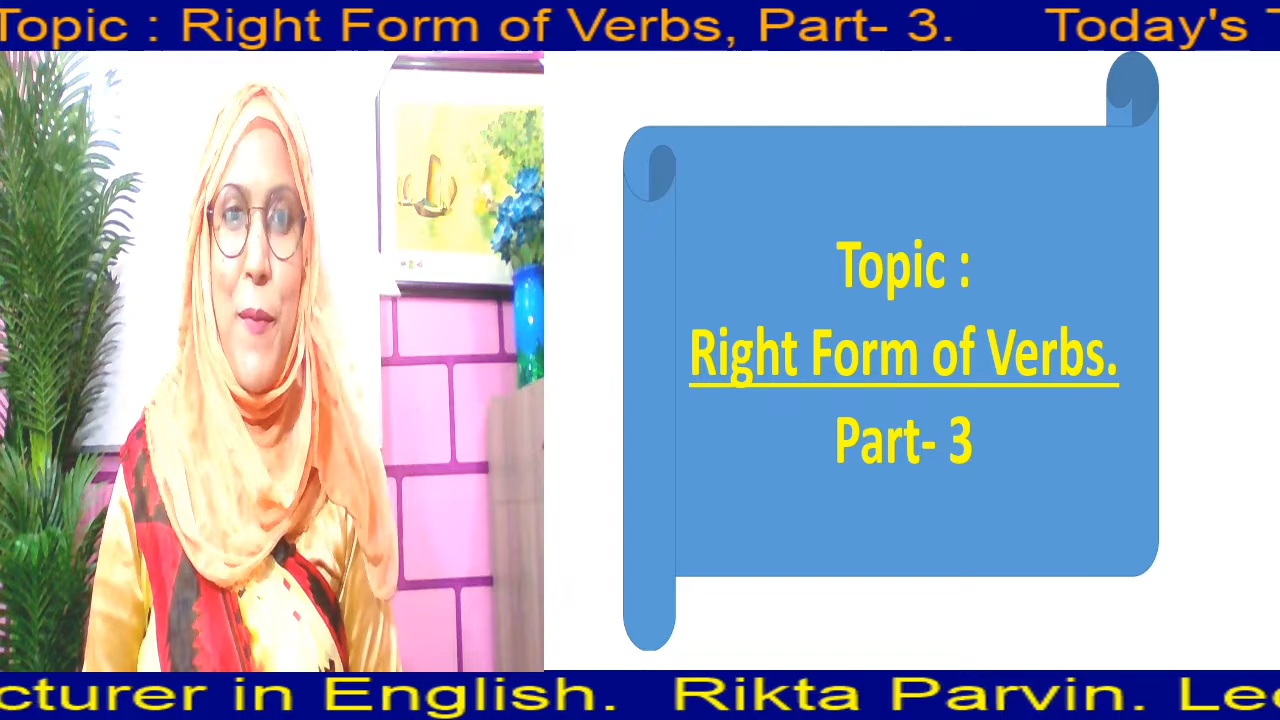 Topic : Right Form of Verbs, Part- 3. Today's
Topic :
Right Form of Verbs.
Part- 3
cturer in English. Rikta Parvin. Lec